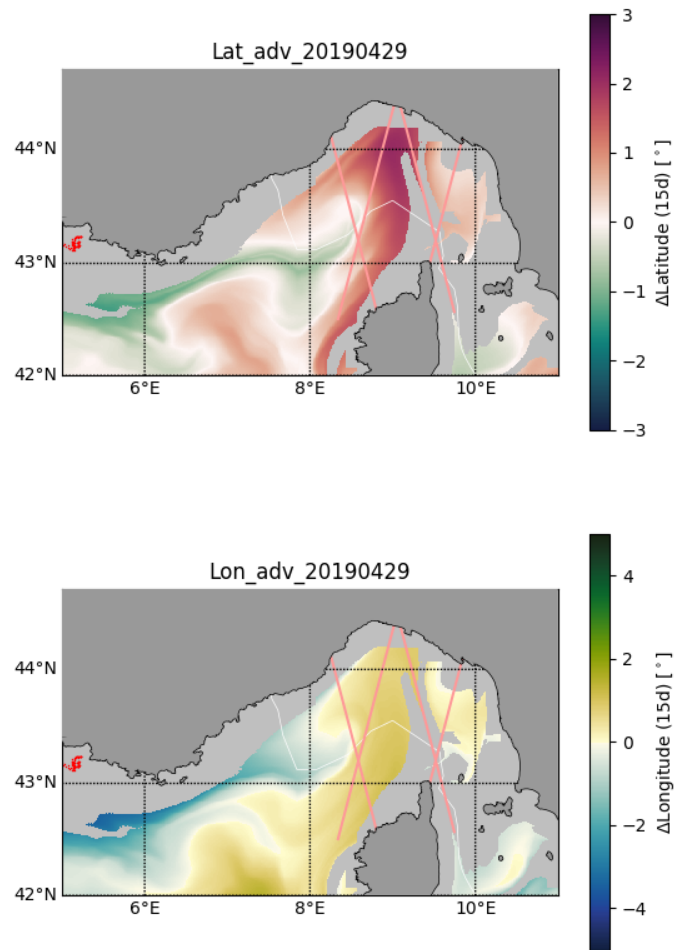 Lat_adv_20190429
44°N
43°N
42°N
6°E
8°E
10°E
3
2
1
0
−1
−2
−3
ΔLatitude (15d) [°]
Lon_adv_20190429
44°N
43°N
42°N
6°E
8°E
10°E
4
2
0
−2
−4
ΔLongitude (15d) [°]